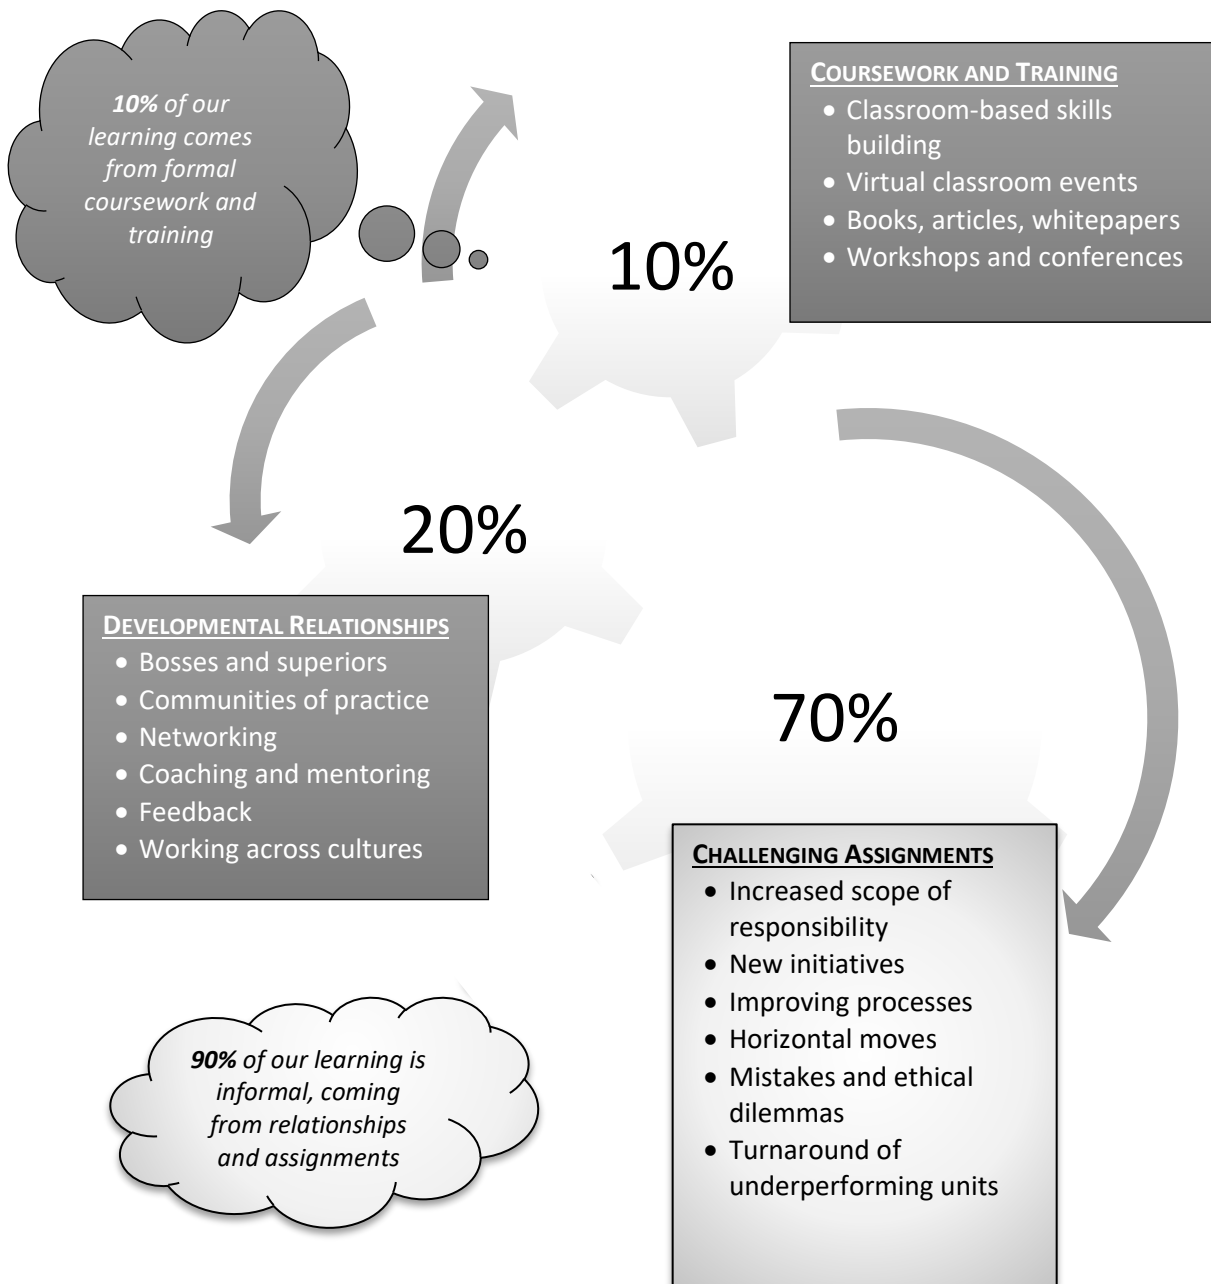 10% of our
learning comes
from formal
coursework and
training
COURSEWORK AND TRAINING
• Classroom-based skills
building
• Virtual classroom events
• Books, articles, whitepapers
• Workshops and conferences
10%
20%
DEVELOPMENTAL RELATIONSHIPS
• Bosses and superiors
• Communities of practice
• Networking
• Coaching and mentoring
• Feedback
• Working across cultures
70%
CHALLENGING ASSIGNMENTS
• Increased scope of
responsibility
• New initiatives
• Improving processes
• Horizontal moves
• Mistakes and ethical
dilemmas
• Turnaround of
underperforming units
90% of our learning is
informal, coming
from relationships
and assignments